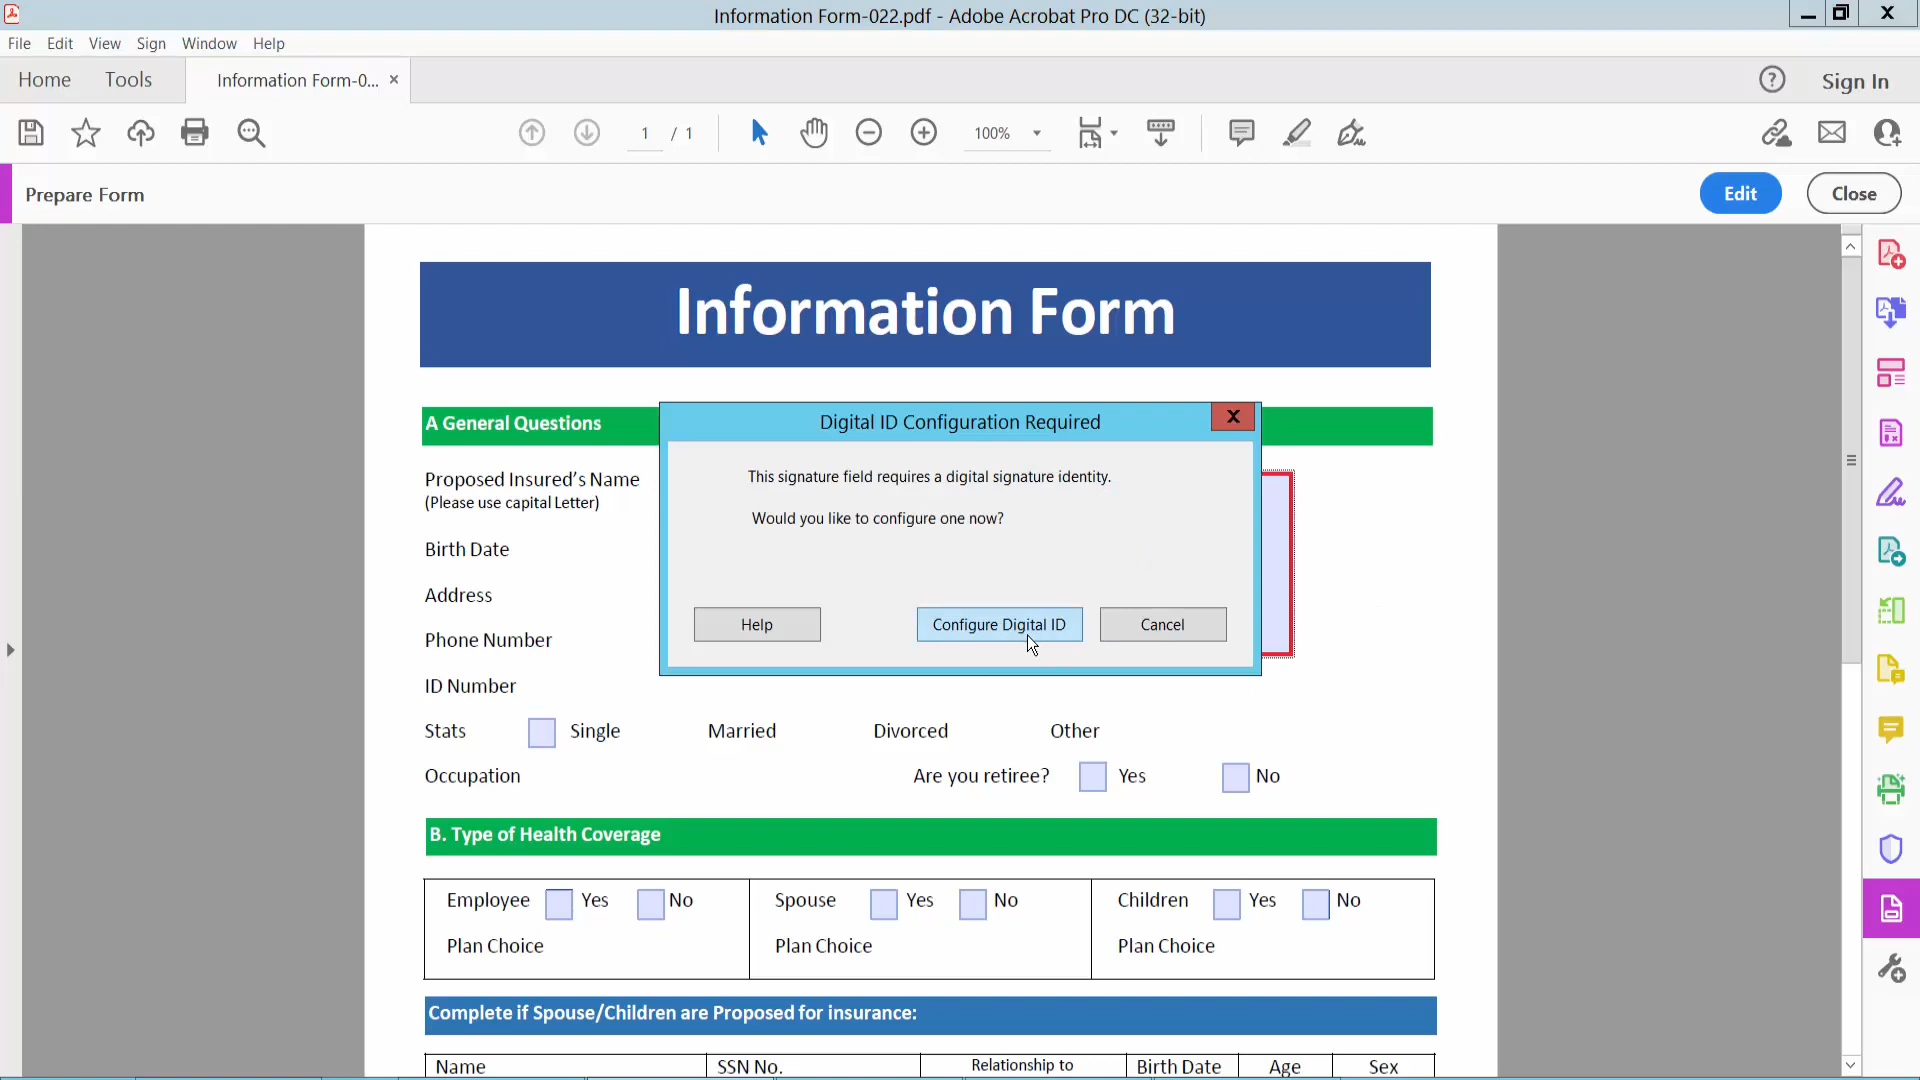 Information Form-022.pdf - Adobe Acrobat Pro DC (32-bit)
File Edit View Sign Window Help
Home Tools Information Form-0... × Sign In
1 / 1 100%
Prepare Form Edit Close
Information Form
A General Questions
Digital ID Configuration Required X
This signature field requires a digital signature identity.
Would you like to configure one now?
Help Configure Digital ID Cancel
Proposed Insured’s Name
(Please use capital Letter)
Birth Date
Address
Phone Number
ID Number
Stats Single Married Divorced Other
Occupation Are you retiree? Yes No
B. Type of Health Coverage
Employee Yes No Spouse Yes No Children Yes No
Plan Choice Plan Choice Plan Choice
Complete if Spouse/Children are Proposed for insurance:
Name SSN No. Relationship to Birth Date Age Sex